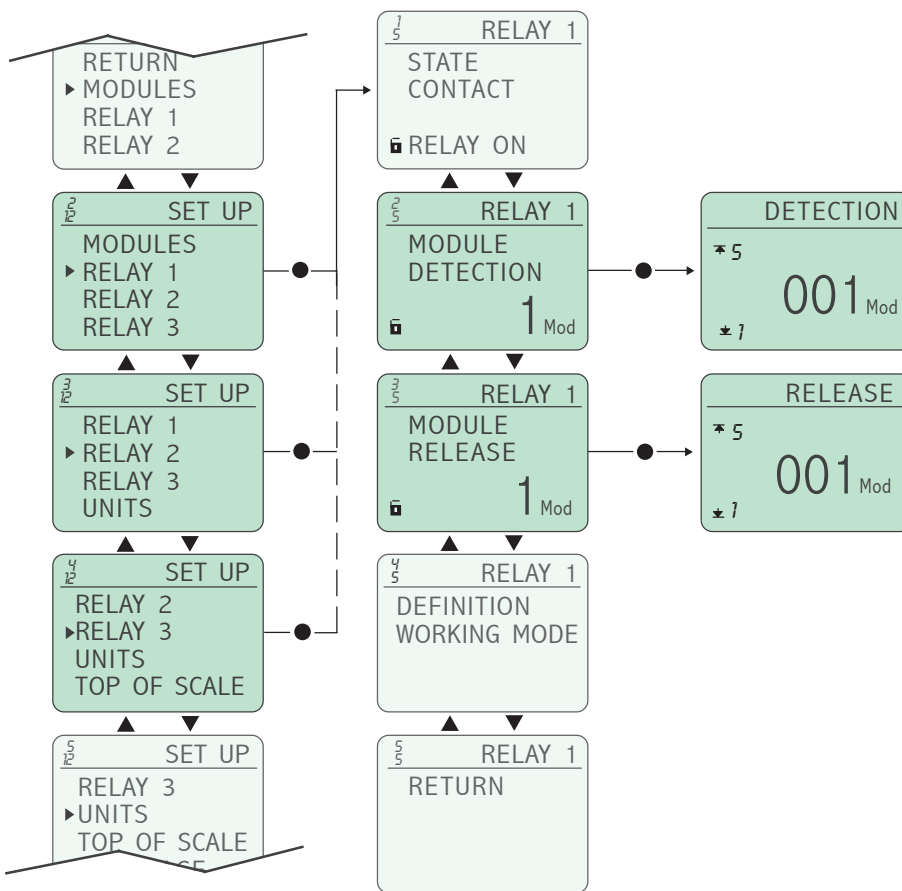 RETURN
MODULES
RELAY 1
RELAY 2
2/12 SET UP
MODULES
RELAY 1
RELAY 2
RELAY 3
3/12 SET UP
RELAY 1
RELAY 2
RELAY 3
UNITS
4/12 SET UP
RELAY 2
RELAY 3
UNITS
TOP OF SCALE
5/12 SET UP
RELAY 3
UNITS
TOP OF SCALE
1/5 RELAY 1
STATE
CONTACT
RELAY ON
2/5 RELAY 1
MODULE
DETECTION
1 Mod
3/5 RELAY 1
MODULE
RELEASE
1 Mod
4/5 RELAY 1
DEFINITION
WORKING MODE
5/5 RELAY 1
RETURN
DETECTION
5
001 Mod
1
RELEASE
5
001 Mod
1